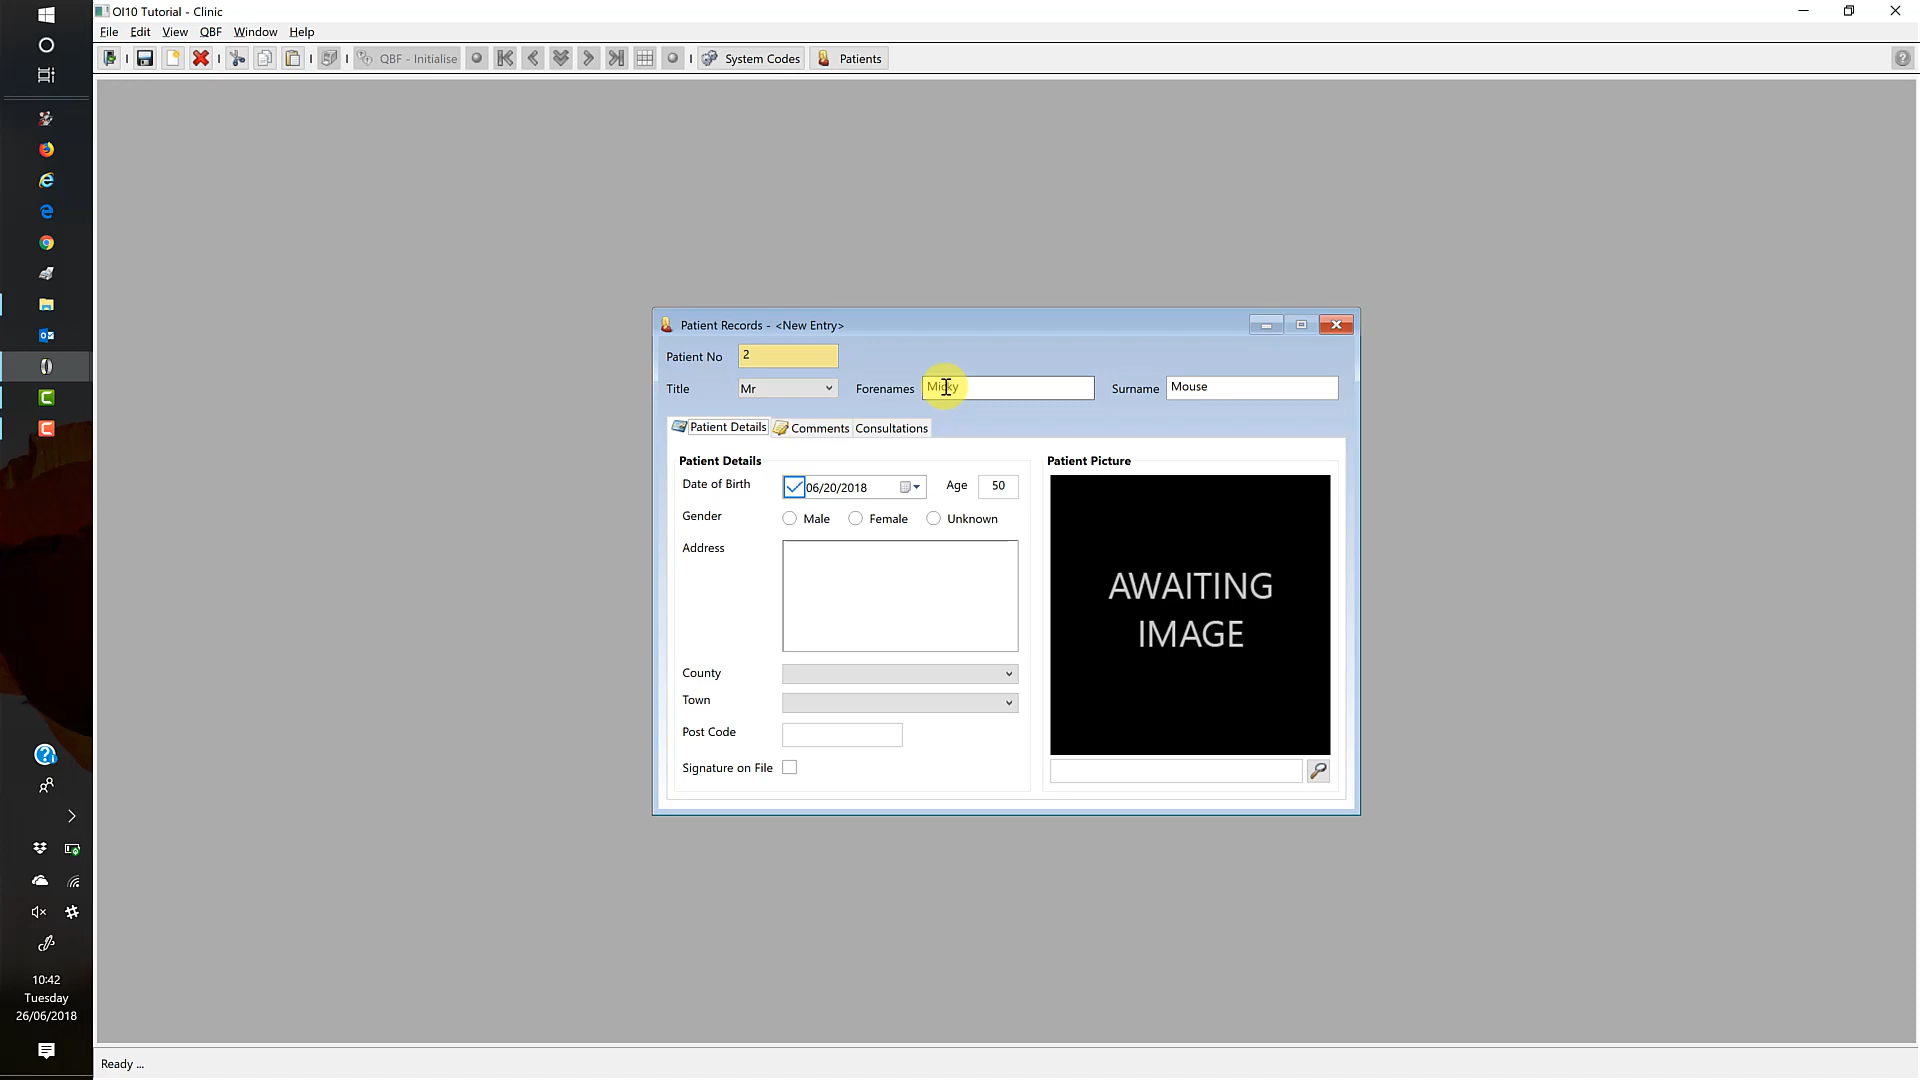 OI10 Tutorial - Clinic
File Edit View QBF Window Help
QBF - Initialise System Codes Patients
Patient Records - <New Entry>
Patient No 2
Title Mr Forenames Micky Surname Mouse
Patient Details Comments Consultations
Patient Details
Patient Picture
Date of Birth 06/20/2018 Age 50
Gender Male Female Unknown
Address
AWAITING
IMAGE
County
Town
Post Code
Signature on File
10:42
Tuesday
26/06/2018
Ready ...